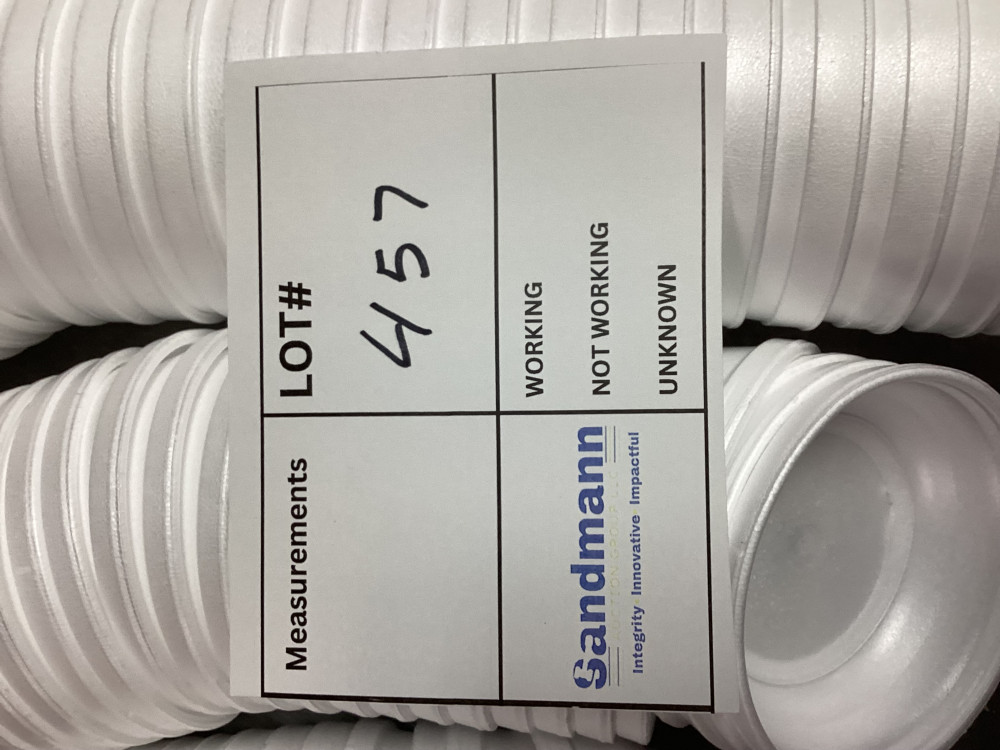 Measurements
LOT#
457
Sandmann
Integrity Innovative Impactful
WORKING
NOT WORKING
UNKNOWN